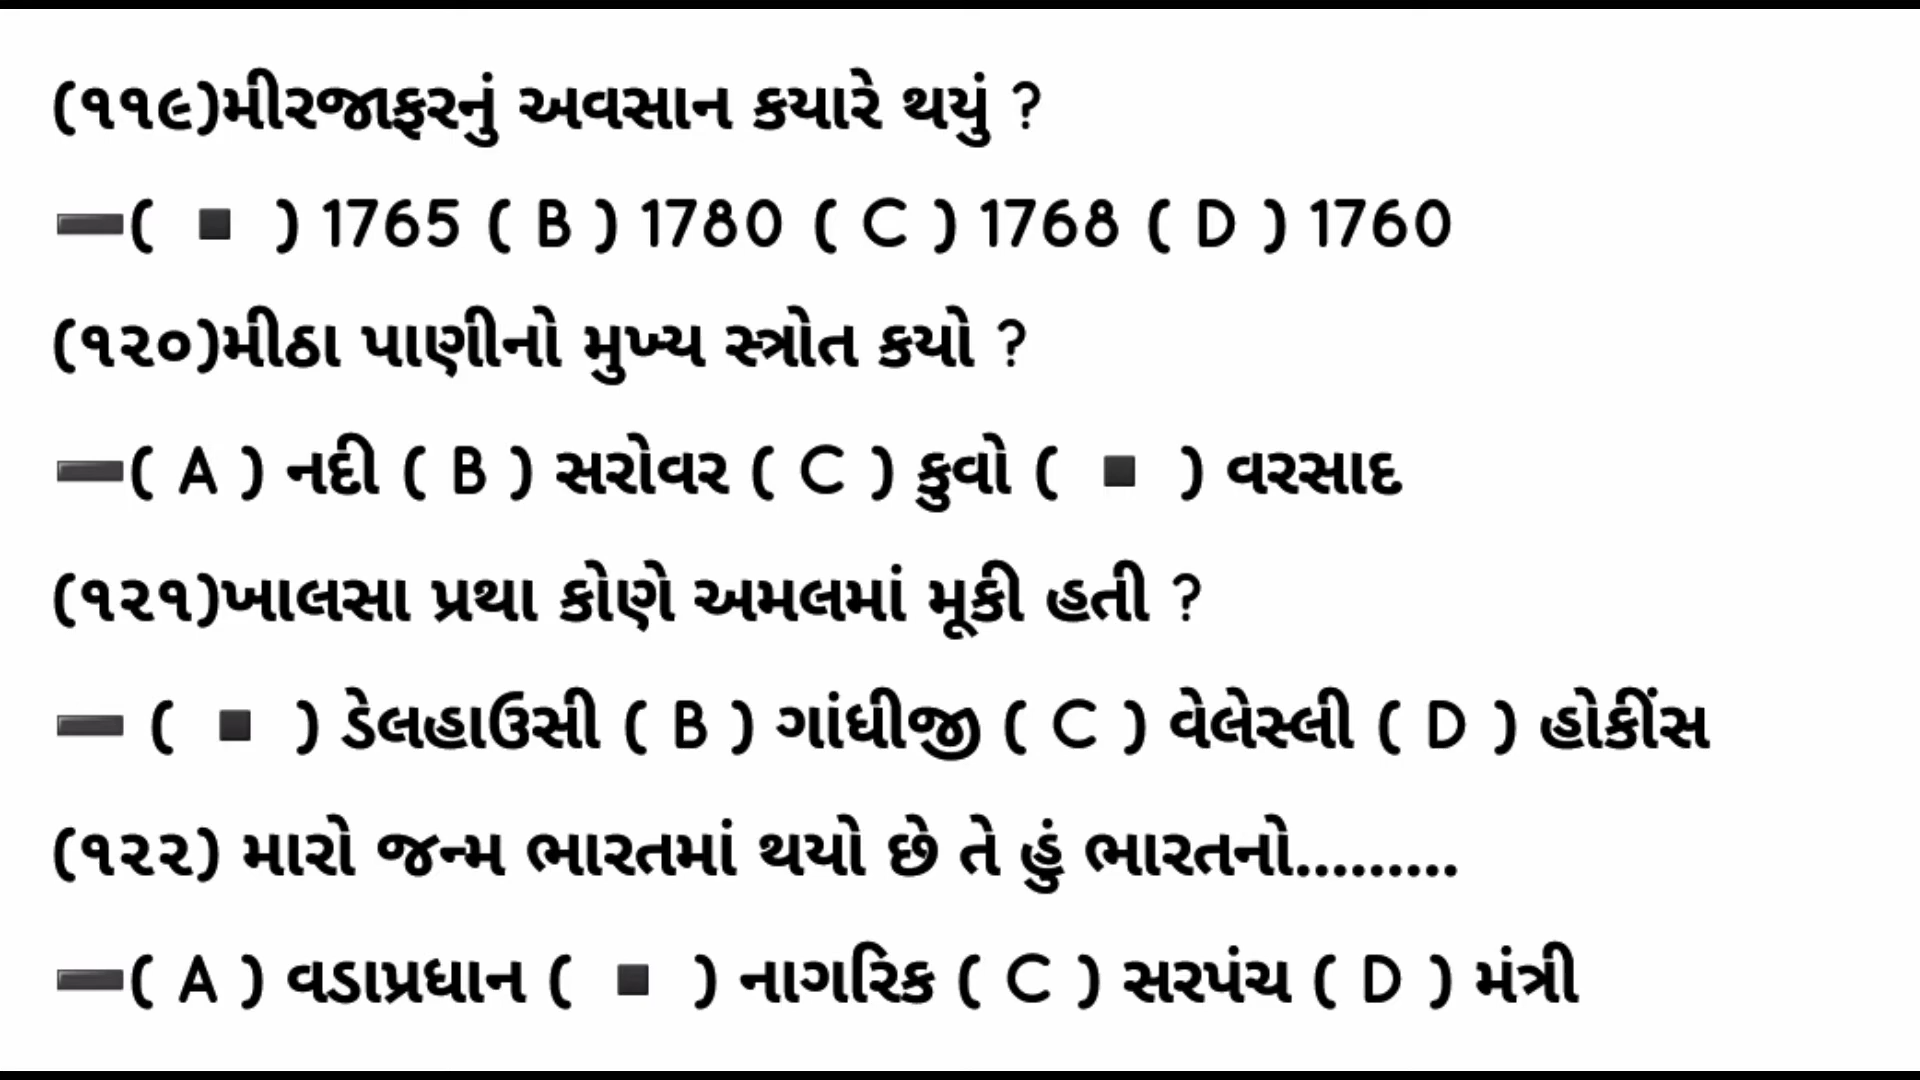 (૧૧૯)મીરજાફરનું અવસાન કયારે થયું ?
➖( ▪ ) 1765 ( B ) 1780 ( C ) 1768 ( D ) 1760
(૧૨૦)મીઠા પાણીનો મુખ્ય સ્ત્રોત કયો ?
➖( A ) નદી ( B ) સરોવર ( C ) કુવો ( ▪ ) વરસાદ
(૧૨૧)ખાલસા પ્રથા કોણે અમલમાં મૂકી હતી ?
➖ ( ▪ ) ડેલહાઉસી ( B ) ગાંધીજી ( C ) વેલેસ્લી ( D ) હોકીંસ
(૧૨૨) મારો જન્મ ભારતમાં થયો છે તે હું ભારતનો.........
➖( A ) વડાપ્રધાન ( ▪ ) નાગરિક ( C ) સરપંચ ( D ) મંત્રી